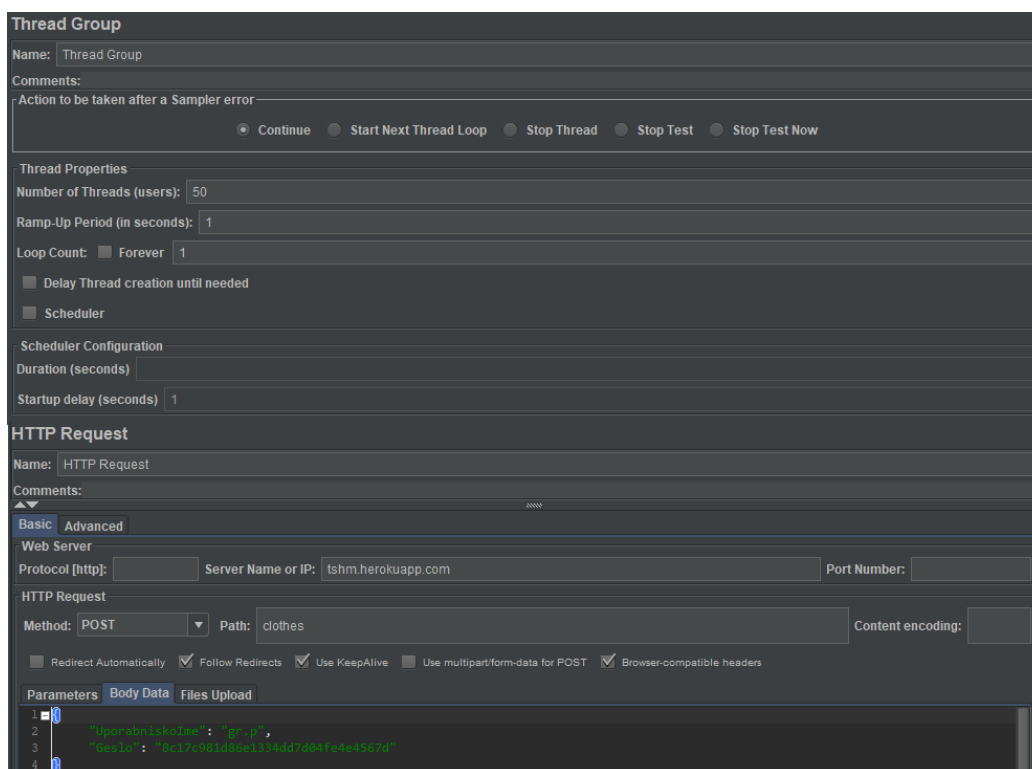 Thread Group
Name: Thread Group
Comments:
Action to be taken after a Sampler error
Continue Start Next Thread Loop Stop Thread Stop Test Stop Test Now
Thread Properties
Number of Threads (users): 50
Ramp-Up Period (in seconds): 1
Loop Count: Forever 1
Delay Thread creation until needed
Scheduler
Scheduler Configuration
Duration (seconds)
Startup delay (seconds) 1
HTTP Request
Name: HTTP Request
Comments:
Basic Advanced
Web Server
Protocol [http]: Server Name or IP: tshm.herokuapp.com Port Number:
HTTP Request
Method: POST Path: clothes Content encoding:
Redirect Automatically Follow Redirects Use KeepAlive Use multipart/form-data for POST Browser-compatible headers
Parameters Body Data Files Upload
1 {
2 "UporabniskoIme": "gr.p",
3 "Geslo": "8c17c981d86e1334dd7d04fe4e4567d"
4 }